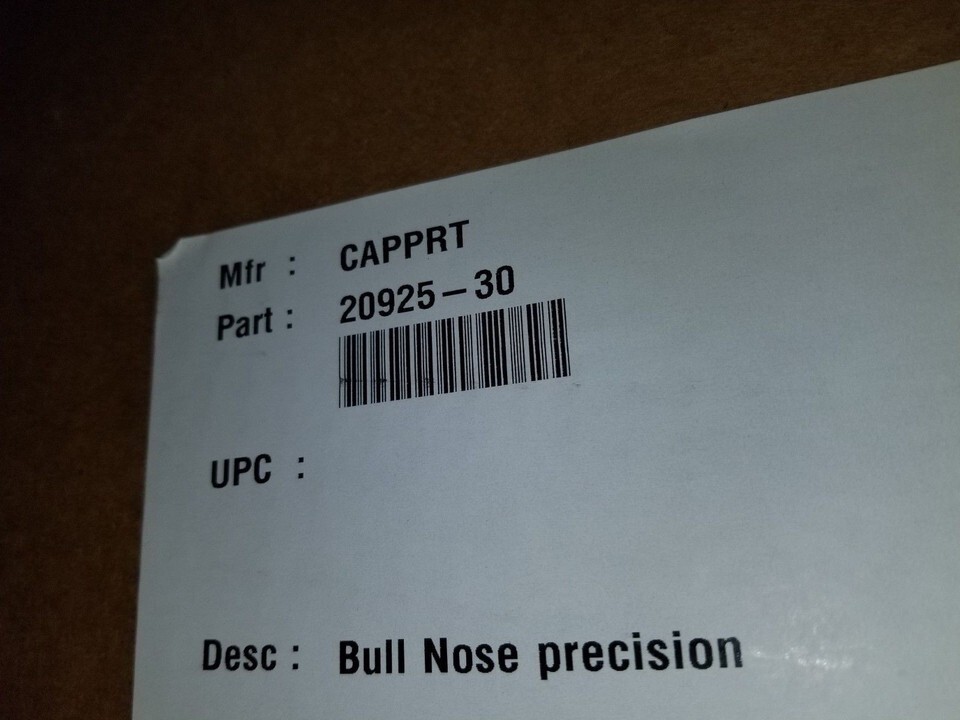 Mfr : CAPPRT
Part : 20925-30
UPC :
Desc : Bull Nose precision